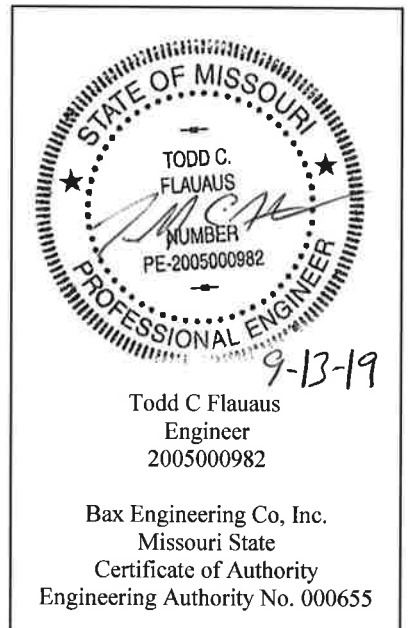 STATE OF MISSOURI
TODD C.
FLAUAUS
NUMBER
PE-2005000982
PROFESSIONAL ENGINEER
9-13-19
Todd C Flauaus
Engineer
2005000982
Bax Engineering Co, Inc.
Missouri State
Certificate of Authority
Engineering Authority No. 000655